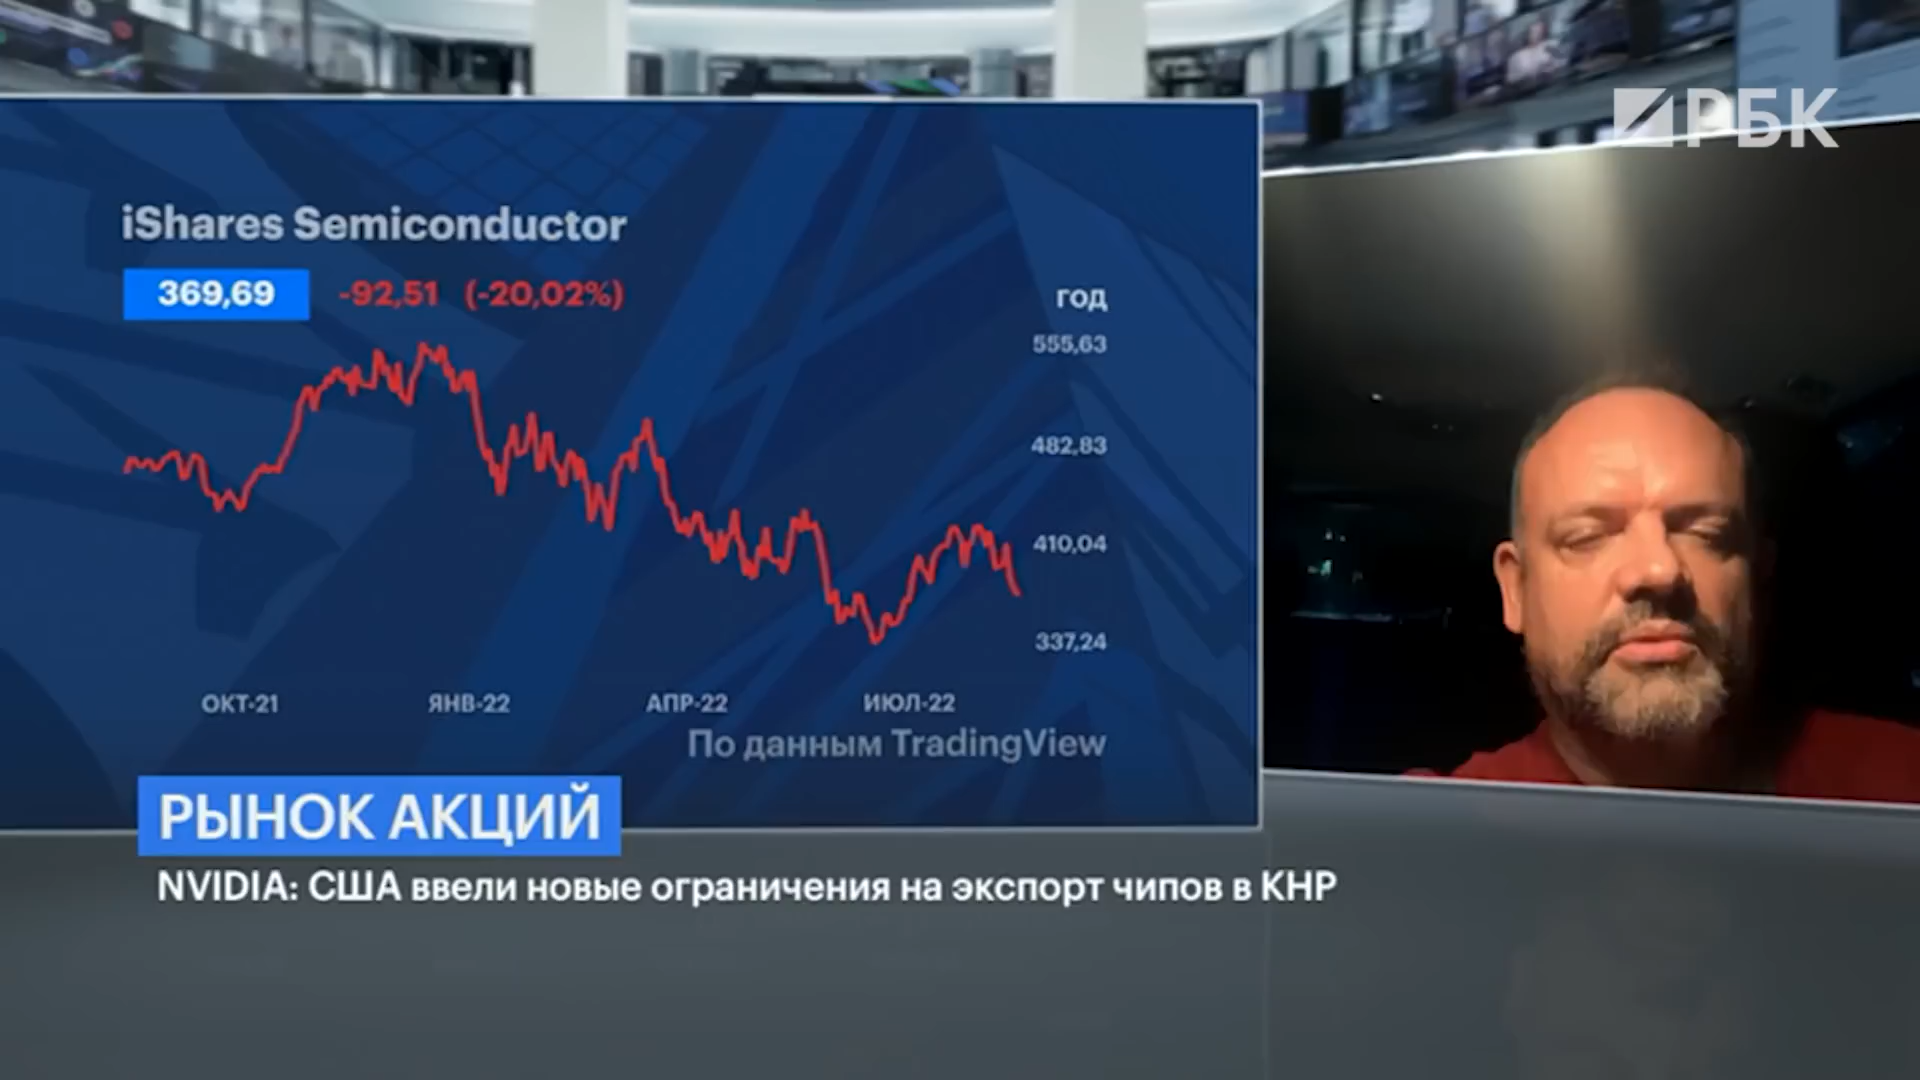 РБК
iShares Semiconductor
369,69 -92,51 (-20,02%)
ГОД
555,63
482,83
410,04
337,24
ОКТ-21 ЯНВ-22 АПР-22 ИЮЛ-22
По данным TradingView
РЫНОК АКЦИЙ
NVIDIA: США ввели новые ограничения на экспорт чипов в КНР